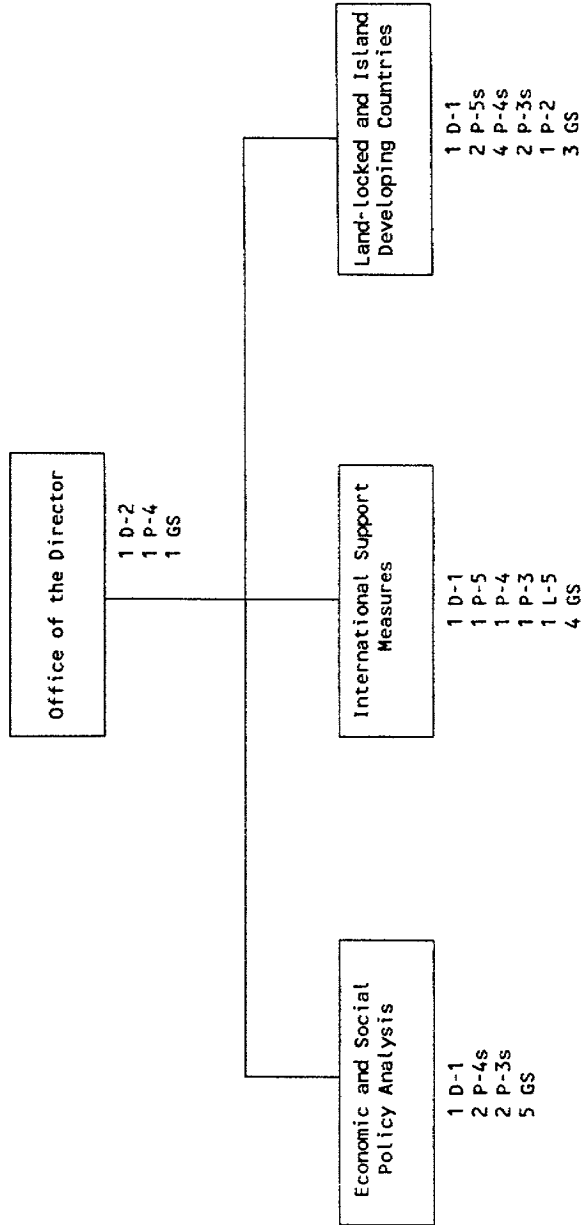 Office of the Director
1 D-2
1 P-4
1 GS
Economic and Social
Policy Analysis
1 D-1
2 P-4s
2 P-3s
5 GS
International Support
Measures
1 D-1
1 P-5
1 P-4
1 P-3
1 L-5
4 GS
Land-locked and Island
Developing Countries
1 D-1
2 P-5s
4 P-4s
2 P-3s
1 P-2
3 GS